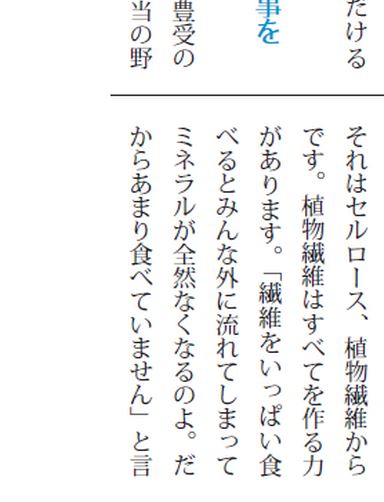 だける
事を
豊受の
当の野
それはセルロース、植物繊維から
です。植物繊維はすべてを作る力
があります。「繊維をいっぱい食
べるとみんな外に流れてしまって
ミネラルが全然なくなるのよ。だ
からあまり食べていません」と言